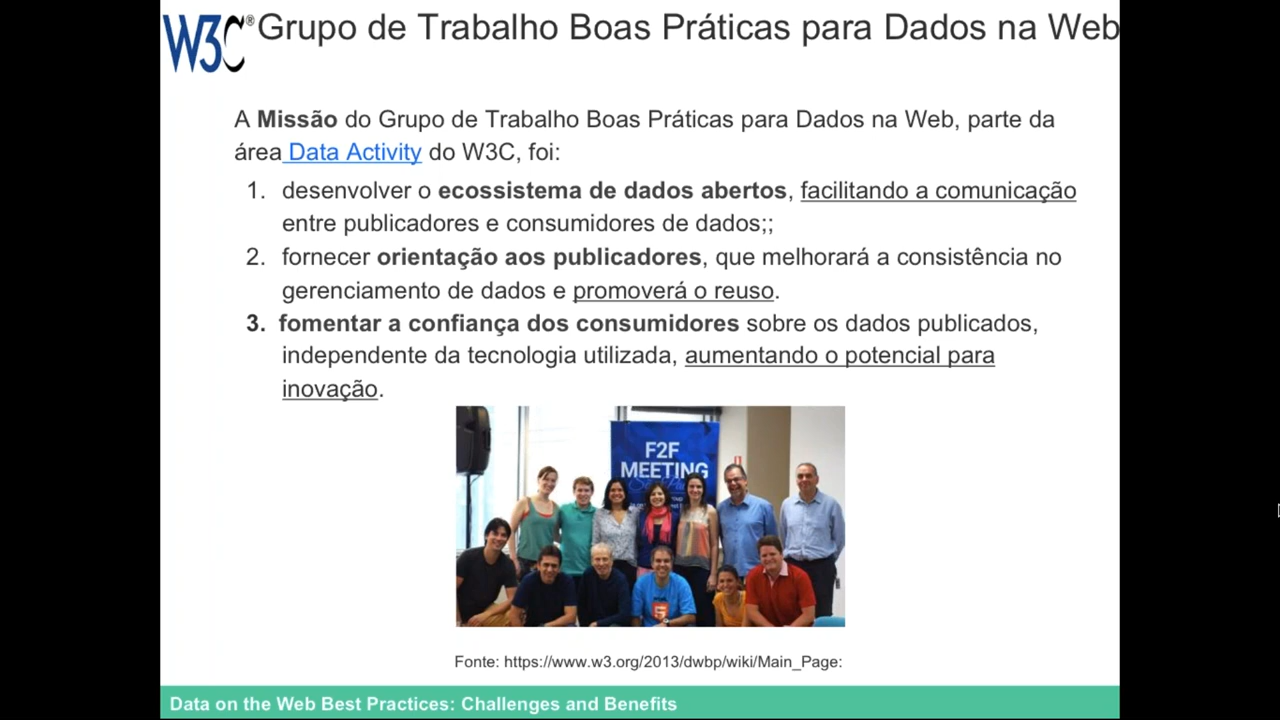 W3C® Grupo de Trabalho Boas Práticas para Dados na Web
A Missão do Grupo de Trabalho Boas Práticas para Dados na Web, parte da
área Data Activity do W3C, foi:
1. desenvolver o ecossistema de dados abertos, facilitando a comunicação
entre publicadores e consumidores de dados;;
2. fornecer orientação aos publicadores, que melhorará a consistência no
gerenciamento de dados e promoverá o reuso.
3. fomentar a confiança dos consumidores sobre os dados publicados,
independente da tecnologia utilizada, aumentando o potencial para
inovação.
F2F
MEETING
Fonte: https://www.w3.org/2013/dwbp/wiki/Main_Page:
Data on the Web Best Practices: Challenges and Benefits